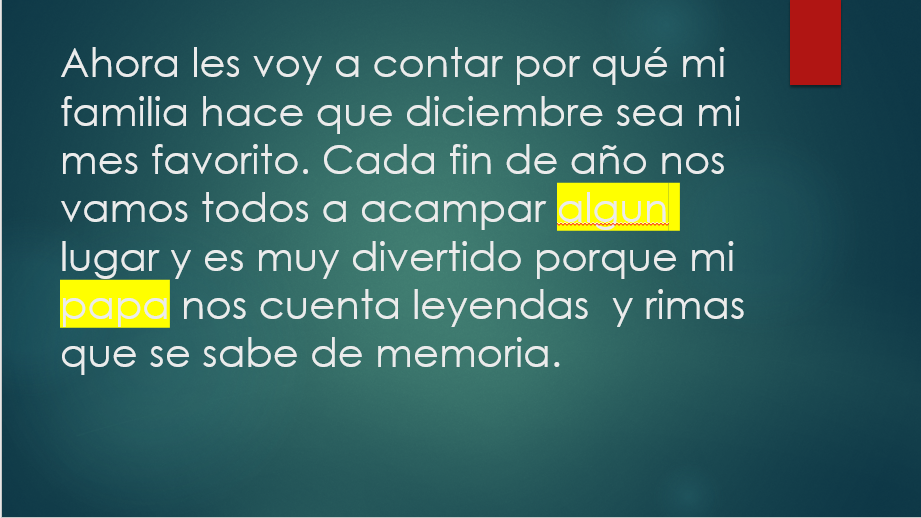 Ahora les voy a contar por qué mi
familia hace que diciembre sea mi
mes favorito. Cada fin de año nos
vamos todos a acampar algun
lugar y es muy divertido porque mi
papa nos cuenta leyendas  y rimas
que se sabe de memoria.